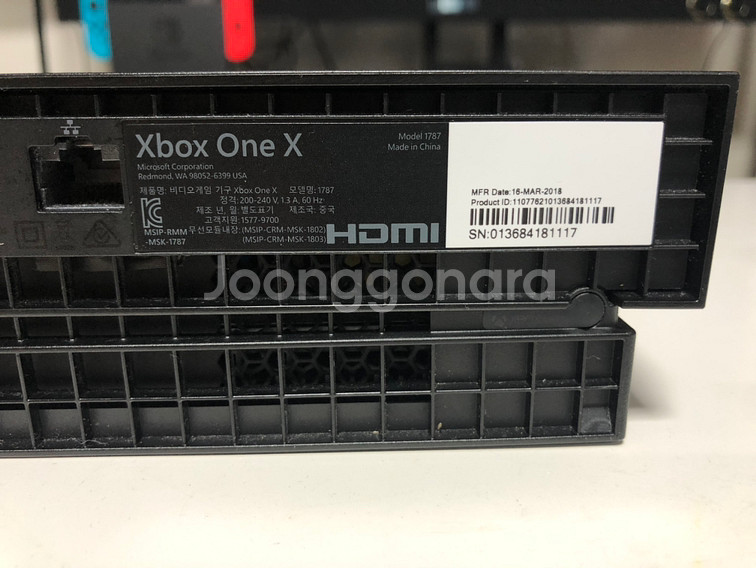 Xbox One X
Microsoft Corporation
Redmond, WA 98052-6399 USA
Model 1787
Made in China
제품명: 비디오게임 기구 Xbox One X 모델명: 1787
정격: 200-240 V, 1.3 A, 60 Hz
제조 년, 월: 별도표기 제조국: 중국
고객지원: 1577-9700
MSIP-RMM
-MSK-1787
무선모듈내장: (MSIP-CRM-MSK-1802)
(MSIP-CRM-MSK-1803)
HDMI
MFR Date:16-MAR-2018
Product ID:11077621013684181117
SN:013684181117
Joonggonara